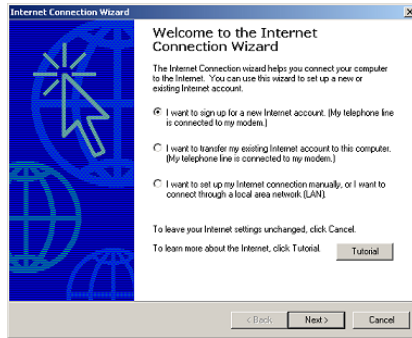 Internet Connection Wizard
Welcome to the Internet
Connection Wizard
The Internet Connection wizard helps you connect your computer
to the Internet. You can use this wizard to set up a new or
existing Internet account.
I want to sign up for a new Internet account. (My telephone line
is connected to my modem.)
I want to transfer my existing Internet account to this computer.
(My telephone line is connected to my modem.)
I want to set up my Internet connection manually, or I want to
connect through a local area network (LAN).
To leave your Internet settings unchanged, click Cancel.
To learn more about the Internet, click Tutorial.
Tutorial
< Back
Next >
Cancel